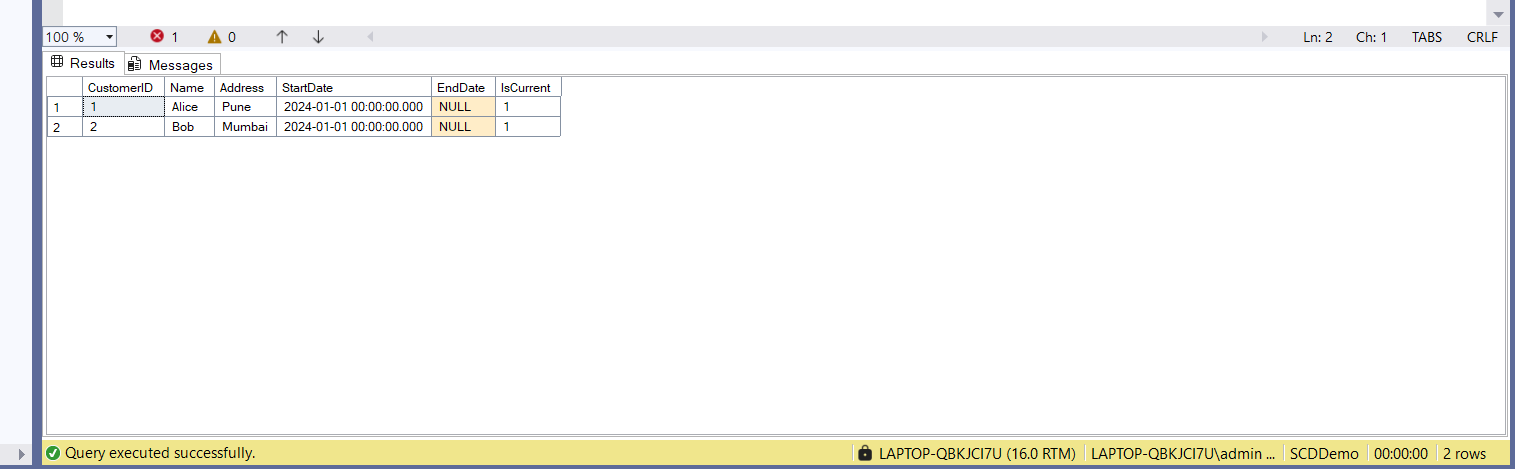 100 % 1 0 Ln: 2 Ch: 1 TABS CRLF
Results Messages
CustomerID Name Address StartDate EndDate IsCurrent
1 1 Alice Pune 2024-01-01 00:00:00.000 NULL 1
2 2 Bob Mumbai 2024-01-01 00:00:00.000 NULL 1
Query executed successfully. LAPTOP-QBKJCI7U (16.0 RTM) LAPTOP-QBKJCI7U\admin ... SCDDemo 00:00:00 2 rows